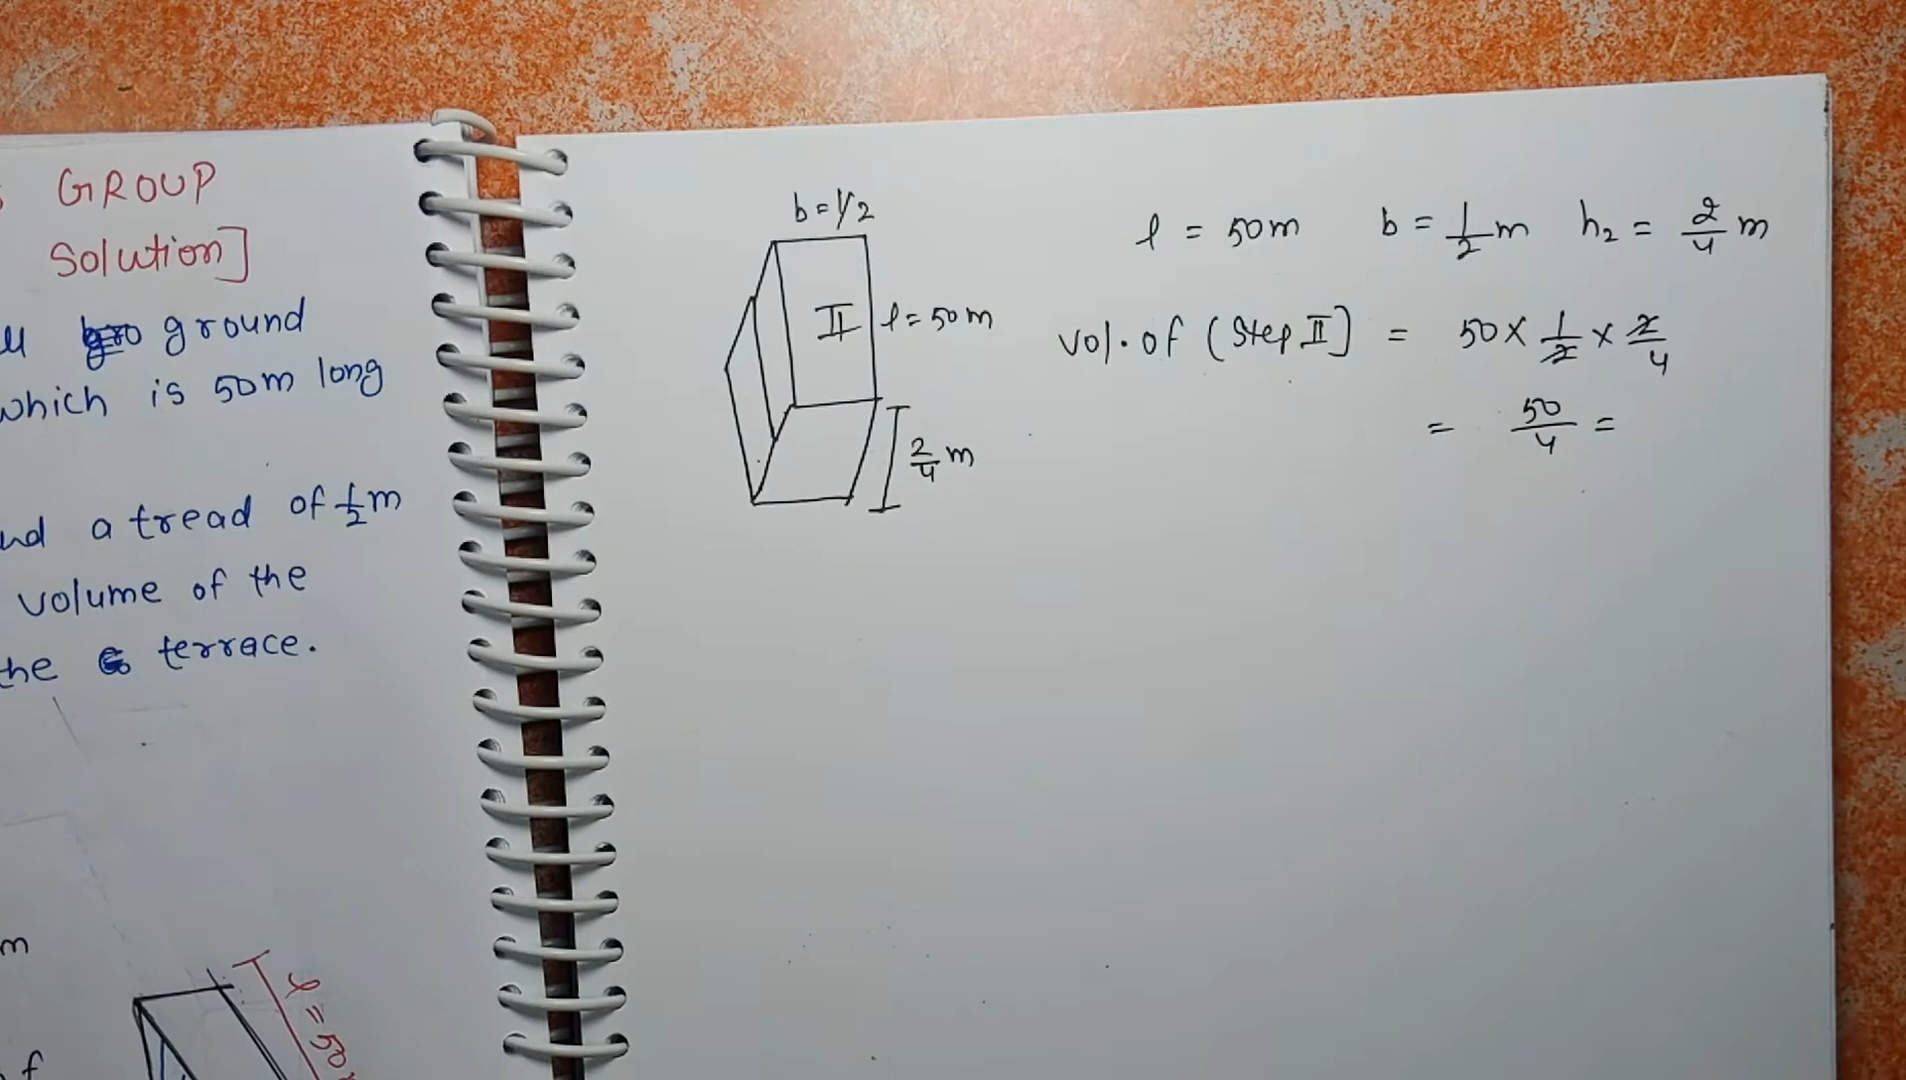 GROUP
Solution]
ground
which is 50m long
and a tread of 1/2 m
volume of the
the terrace.
m
f
l = 50
b = 1/2
II
l = 50m
2/4 m
l = 50m b = 1/2 m h₂ = 2/4 m
Vol. of (Step II] = 50 × 1/2 × 2/4
= 50/4 =